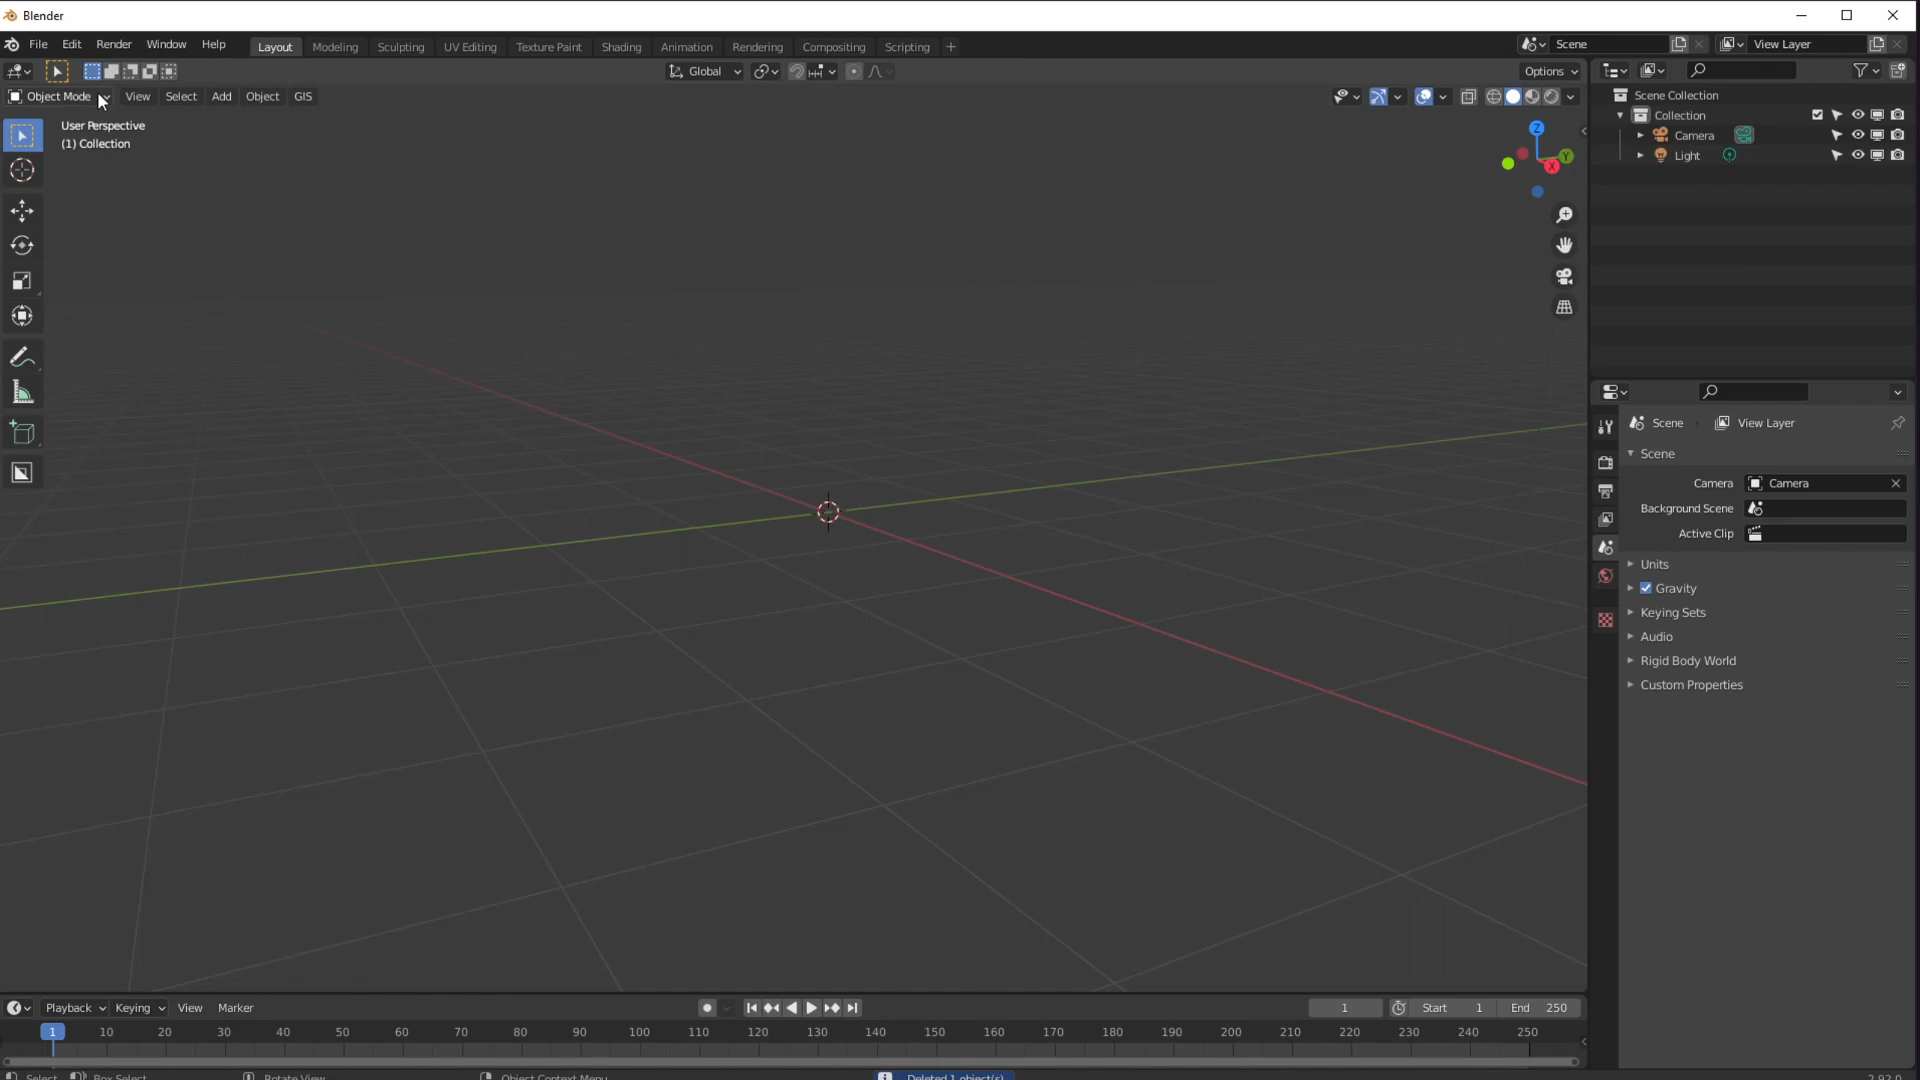 Blender
File Edit Render Window Help Layout Modeling Sculpting UV Editing Texture Paint Shading Animation Rendering Compositing Scripting + Scene View Layer
Global Options
Object Mode View Select Add Object GIS
User Perspective
(1) Collection
Z
Y
X
Scene Collection
Collection
Camera
Light
Scene View Layer
Scene
Camera Camera
Background Scene
Active Clip
Units
Gravity
Keying Sets
Audio
Rigid Body World
Custom Properties
Playback Keying View Marker 1 Start 1 End 250
1 10 20 30 40 50 60 70 80 90 100 110 120 130 140 150 160 170 180 190 200 210 220 230 240 250
Select Box Select Rotate View Object Context Menu Deleted 1 object(s) 2.92.0